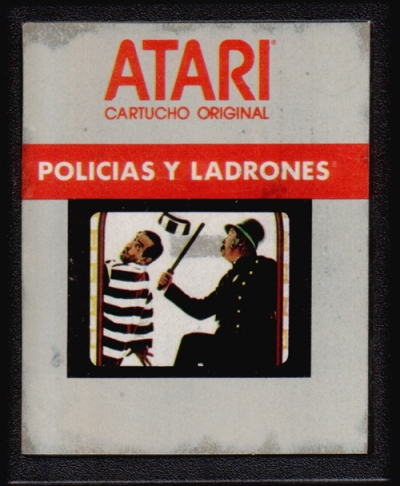 ATARI
CARTUCHO ORIGINAL
POLICIAS Y LADRONES